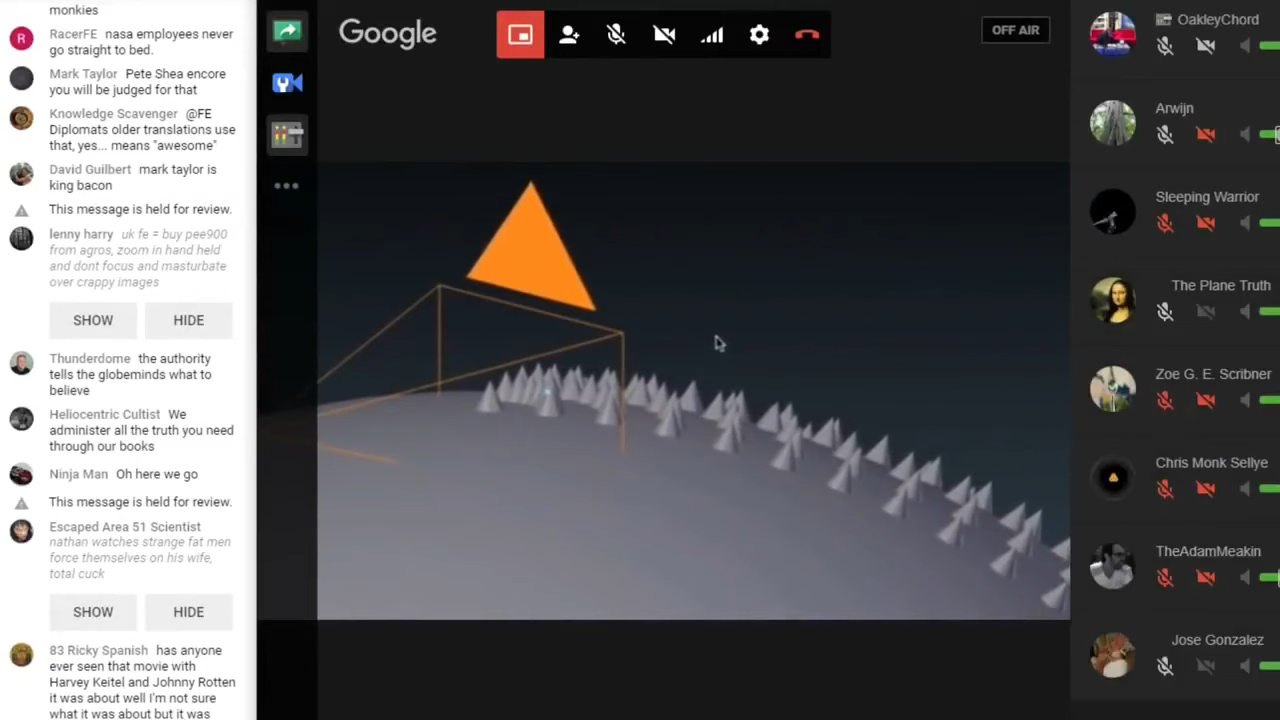 monkies
RacerFE nasa employees never
go straight to bed.
Mark Taylor Pete Shea encore
you will be judged for that
Knowledge Scavenger @FE
Diplomats older translations use
that, yes... means "awesome"
David Guilbert mark taylor is
king bacon
This message is held for review.
lenny harry uk fe = buy pee900
from agros, zoom in hand held
and dont focus and masturbate
over crappy images
SHOW HIDE
Thunderdome the authority
tells the globeminds what to
believe
Heliocentric Cultist We
administer all the truth you need
through our books
Ninja Man Oh here we go
This message is held for review.
Escaped Area 51 Scientist
nathan watches strange fat men
force themselves on his wife,
total cuck
SHOW HIDE
83 Ricky Spanish has anyone
ever seen that movie with
Harvey Keitel and Johnny Rotten
it was about well I'm not sure
what it was about but it was
Google
OFF AIR
OakleyChord
Arwijn
Sleeping Warrior
The Plane Truth
Zoe G. E. Scribner
Chris Monk Sellye
TheAdamMeakin
Jose Gonzalez